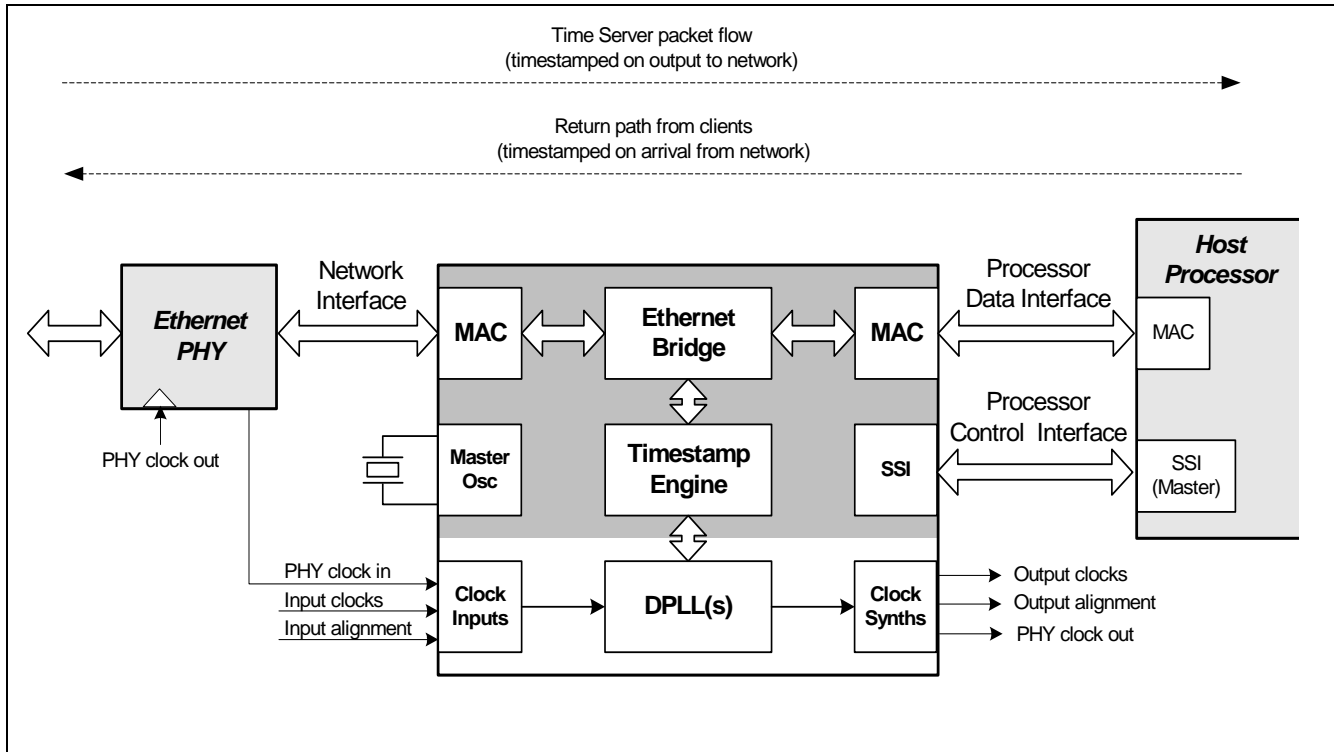 Time Server packet flow
(timestamped on output to network)
Return path from clients
(timestamped on arrival from network)
Host
Processor
Network
Interface
Processor
Data Interface
Ethernet
PHY
MAC
Ethernet
Bridge
MAC
MAC
PHY clock out
Processor
Control Interface
Master
Osc
Timestamp
Engine
SSI
SSI
(Master)
PHY clock in
Input clocks
Input alignment
Clock
Inputs
DPLL(s)
Clock
Synths
Output clocks
Output alignment
PHY clock out